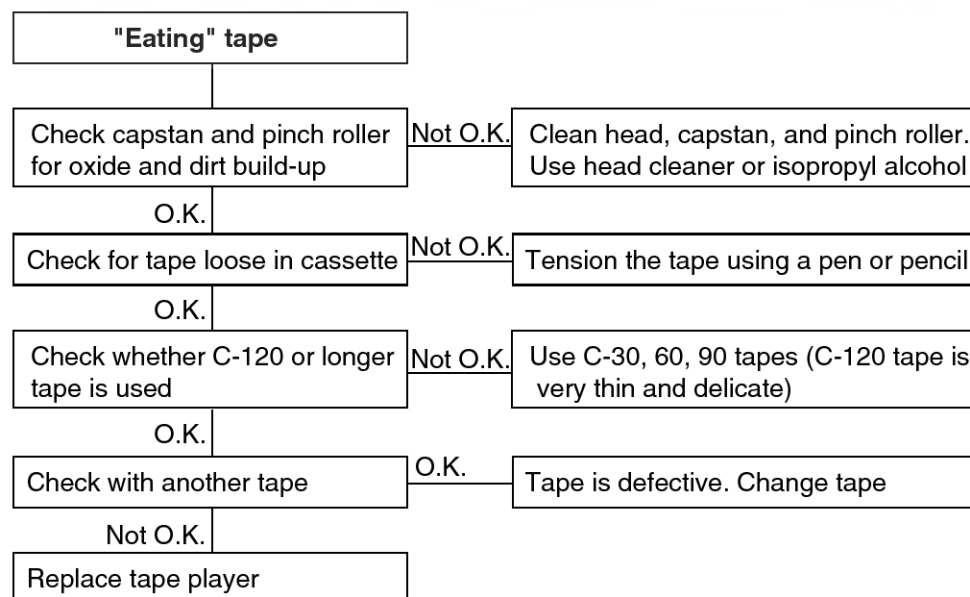 "Eating" tape
Check capstan and pinch roller
for oxide and dirt build-up
Not O.K.
Clean head, capstan, and pinch roller.
Use head cleaner or isopropyl alcohol
O.K.
Check for tape loose in cassette
Not O.K.
Tension the tape using a pen or pencil
O.K.
Check whether C-120 or longer
tape is used
Not O.K.
Use C-30, 60, 90 tapes (C-120 tape is
very thin and delicate)
O.K.
Check with another tape
O.K.
Tape is defective. Change tape
Not O.K.
Replace tape player